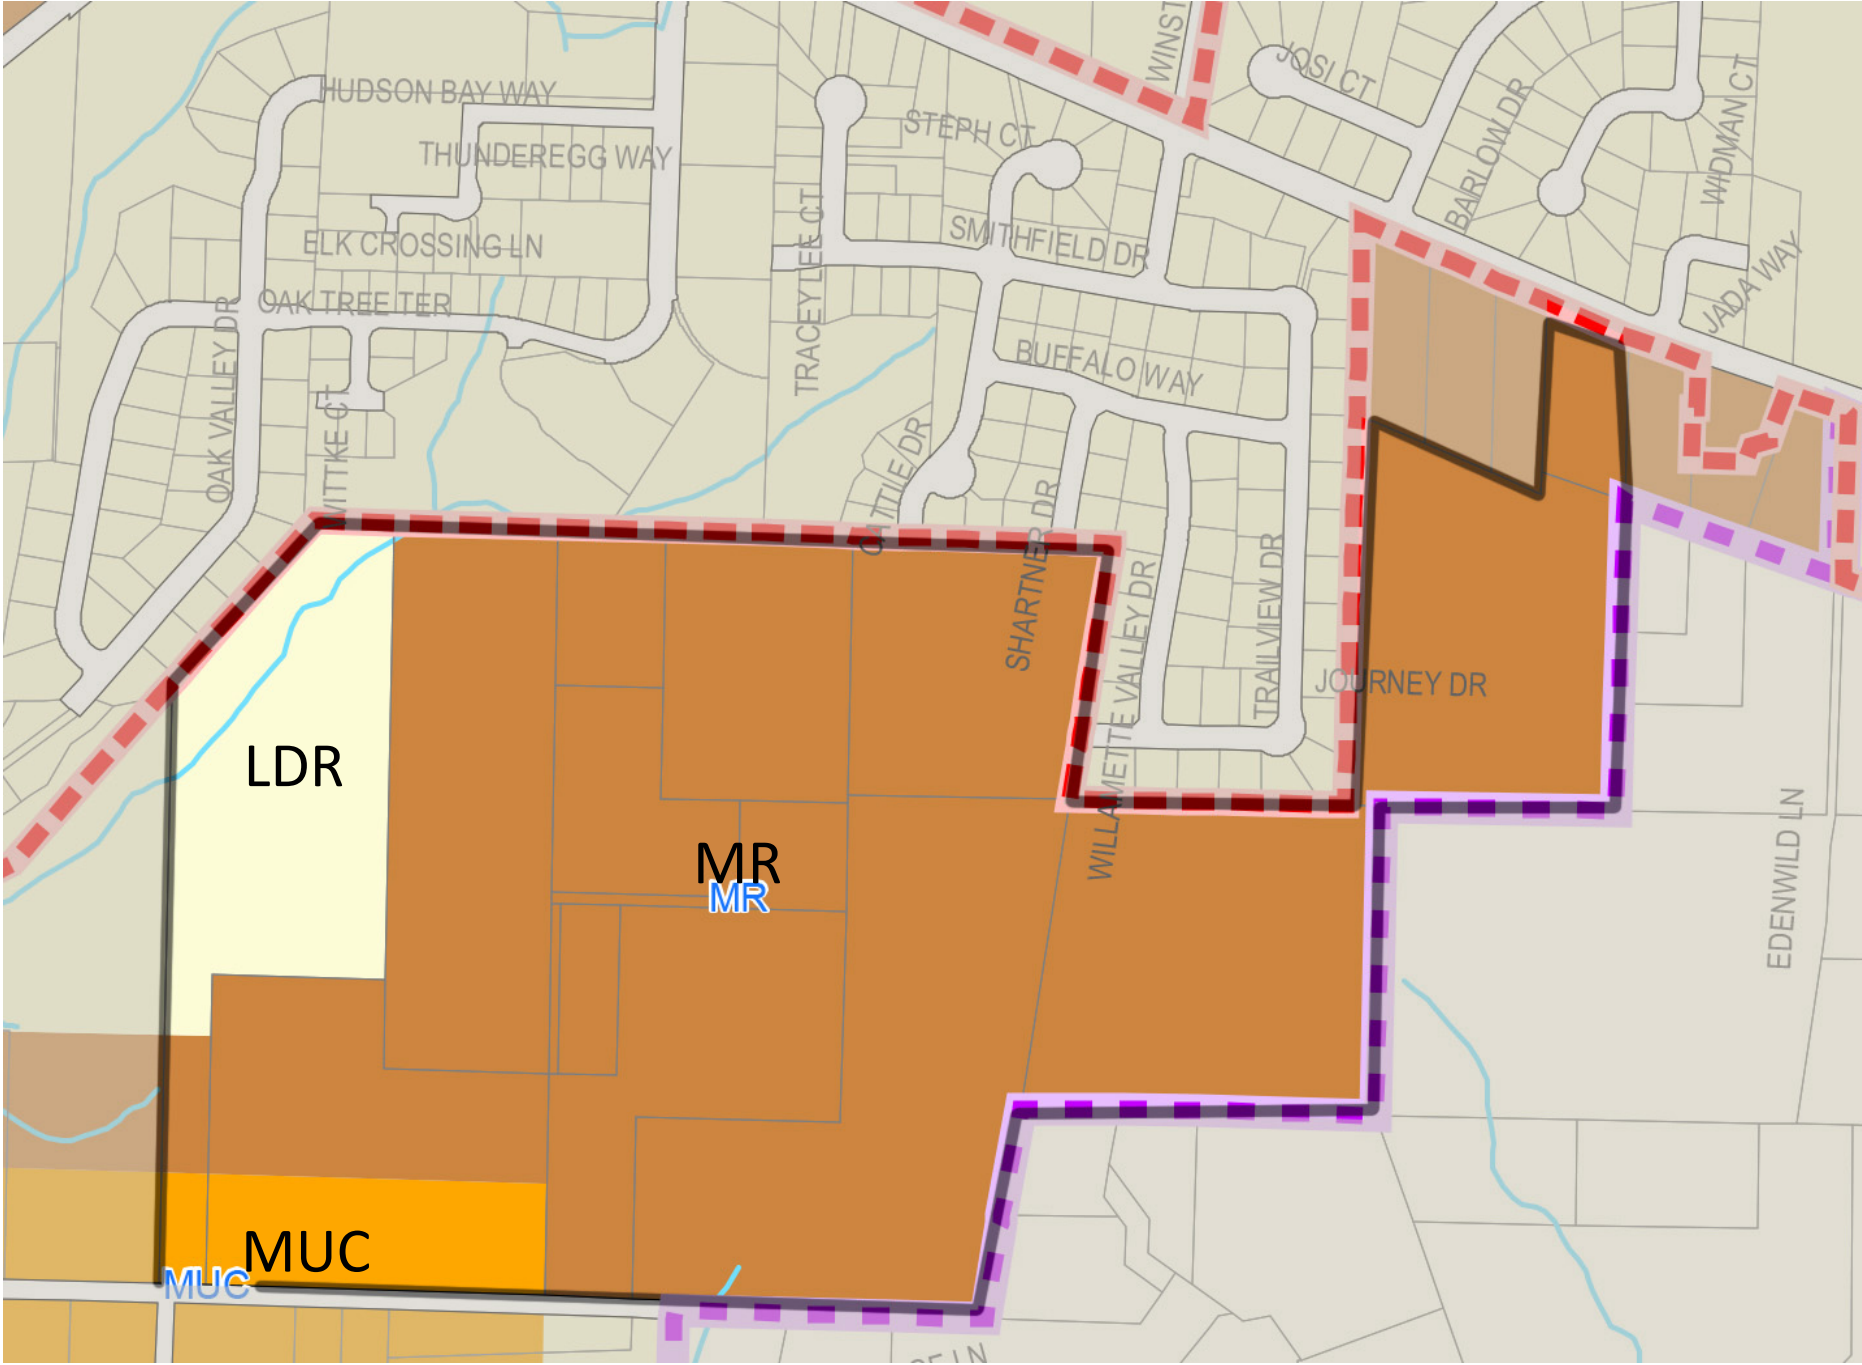 WINST
JOSI CT
HUDSON BAY WAY
STEPH CT
BARLOW DR
WIDMAN CT
THUNDEREGG WAY
SMITHFIELD DR
ELK CROSSING LN
TRACEY LEE CT
JADA WAY
OAK TREE TER
OAK VALLEY DR
BUFFALO WAY
WITTKE CT
CATTLE DR
SHARTNER DR
WILLAMETTE VALLEY DR
TRAILVIEW DR
JOURNEY DR
LDR
MR
MR
EDENWILD LN
MUC
MUC